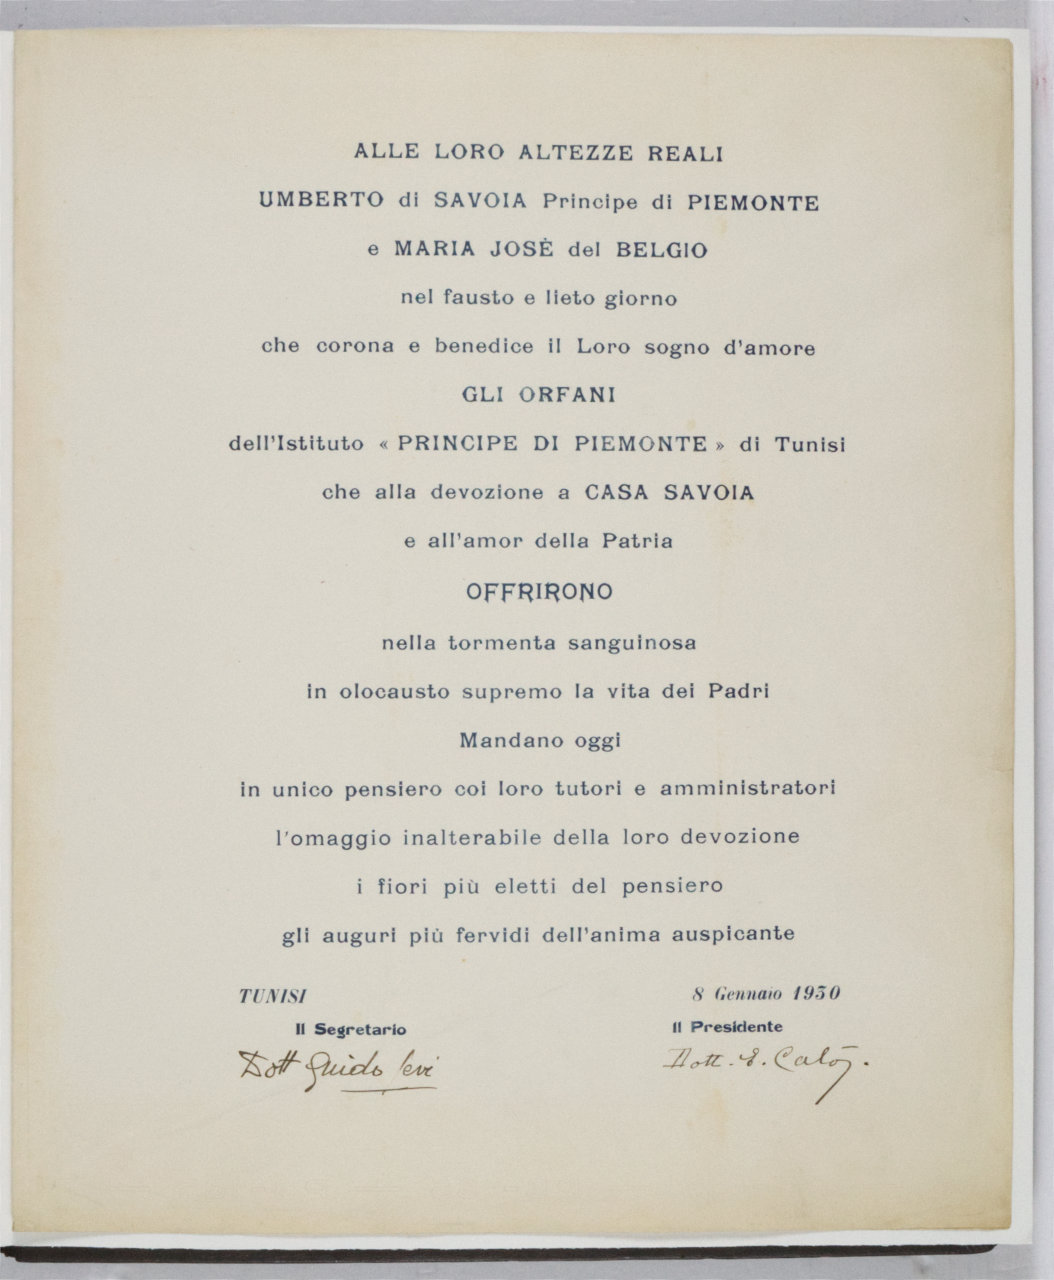 ALLE LORO ALTEZZE REALI
UMBERTO di SAVOIA Principe di PIEMONTE
e MARIA JOSÈ del BELGIO
nel fausto e lieto giorno
che corona e benedice il Loro sogno d'amore
GLI ORFANI
dell'Istituto « PRINCIPE DI PIEMONTE » di Tunisi
che alla devozione a CASA SAVOIA
e all'amor della Patria
OFFRIRONO
nella tormenta sanguinosa
in olocausto supremo la vita dei Padri
Mandano oggi
in unico pensiero coi loro tutori e amministratori
l'omaggio inalterabile della loro devozione
i fiori più eletti del pensiero
gli auguri più fervidi dell'anima auspicante
TUNISI 8 Gennaio 1930
Il Segretario Il Presidente
Dott Guido Levi Dott. E. Calò